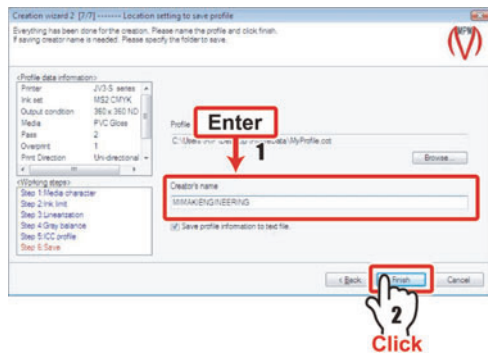 Creation wizard 2 [7/7] ------- Location setting to save profile
Everything has been done for the creation. Please name the profile and click finish.
If saving creator name is needed. Please specify the folder to save.
MPM
<Profile data information>
Printer JV3-S series
Ink set MS2 CMYK
Output condition 360 x 360 ND
Media PVC Gloss
Pass 2
Overprint 1
Print Direction Uni-directional
Profile
Enter
1
MyProfile.cot
Browse...
<Working steps>
Step 1:Media character
Step 2:Ink limit
Step 3:Linearization
Step 4:Gray balance
Step 5:ICC profile
Step 6:Save
Creator's name
MIMAKIENGINEERING
Save profile information to text file.
< Back
Finish
Cancel
2
Click